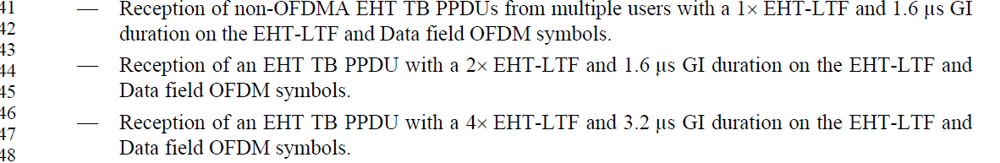 41 — Reception of non-OFDMA EHT TB PPDUs from multiple users with a 1× EHT-LTF and 1.6 µs GI
42 duration on the EHT-LTF and Data field OFDM symbols.
43
44 — Reception of an EHT TB PPDU with a 2× EHT-LTF and 1.6 µs GI duration on the EHT-LTF and
45 Data field OFDM symbols.
46 — Reception of an EHT TB PPDU with a 4× EHT-LTF and 3.2 µs GI duration on the EHT-LTF and
47
48 Data field OFDM symbols.